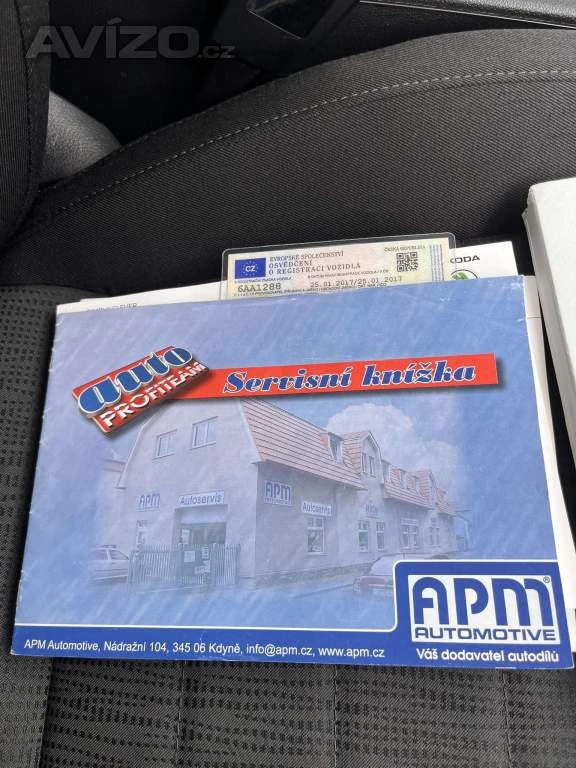 AVÍZO.cz
EVROPSKÉ SPOLEČENSTVÍ
ČESKÁ REPUBLIKA
OSVĚDČENÍ
O REGISTRACI VOZIDLA
CZ
6AA1288
25.01.2017/25.01.2017
KODA
auto
PROFITEAM
Servisní knížka
APM
Autoservis
APM
Autoservis
APM®
AUTOMOTIVE
APM Automotive, Nádražní 104, 345 06 Kdyně, info@apm.cz, www.apm.cz
Váš dodavatel autodílů